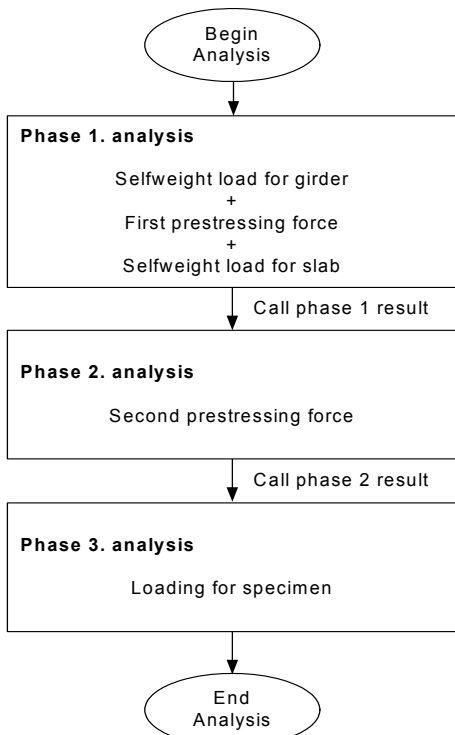 Begin
Analysis
Phase 1. analysis
Selfweight load for girder
+
First prestressing force
+
Selfweight load for slab
Call phase 1 result
Phase 2. analysis
Second prestressing force
Call phase 2 result
Phase 3. analysis
Loading for specimen
End
Analysis